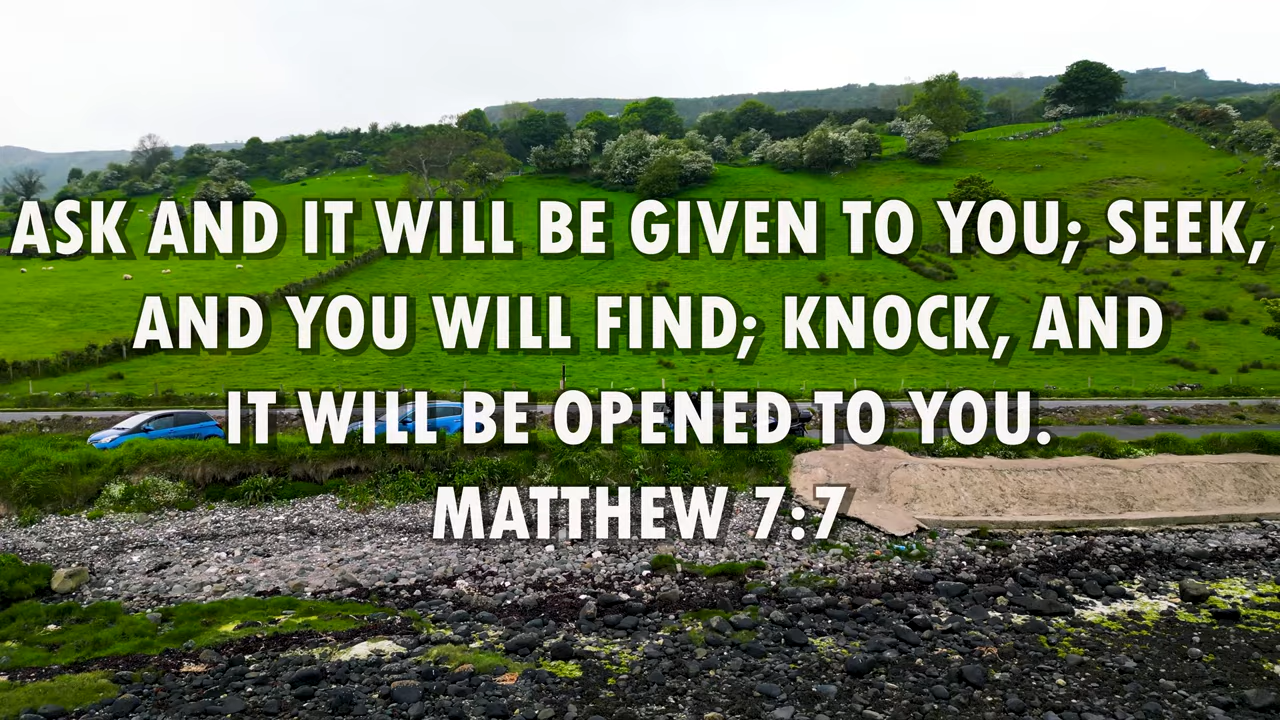 ASK AND IT WILL BE GIVEN TO YOU; SEEK,
AND YOU WILL FIND; KNOCK, AND
IT WILL BE OPENED TO YOU.
MATTHEW 7:7